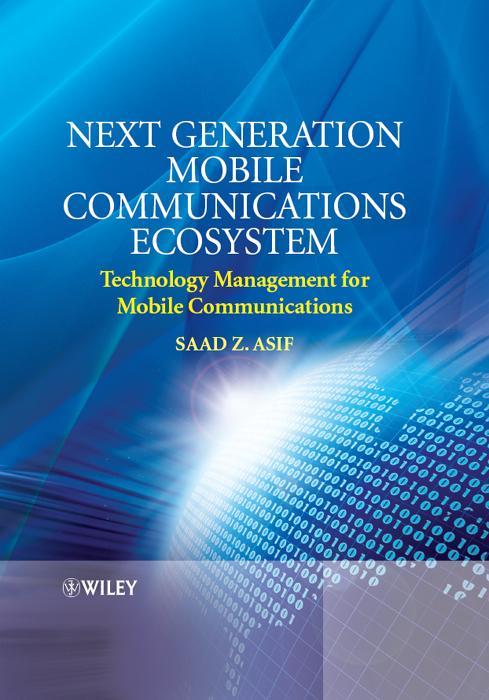 NEXT GENERATION
MOBILE
COMMUNICATIONS
ECOSYSTEM
Technology Management for
Mobile Communications
SAAD Z. ASIF
WILEY